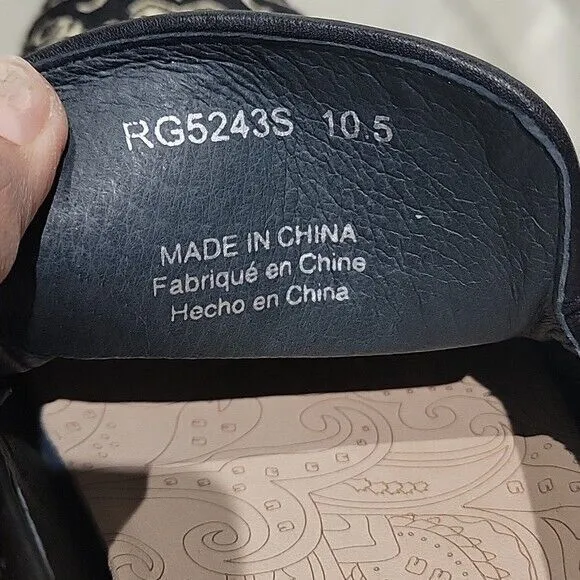 RG5243S 10.5
MADE IN CHINA
Fabriqué en Chine
Hecho en China